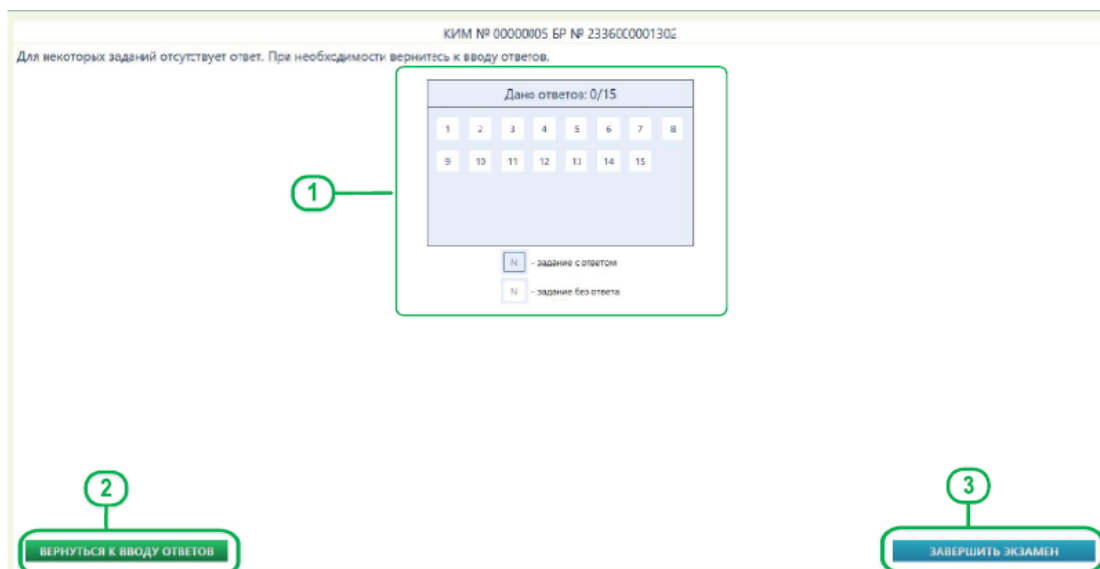 КИМ № 00000005 БР № 2336000001302
Для некоторых заданий отсутствует ответ. При необходимости вернитесь к вводу ответов.
Дано ответов: 0/15
1 2 3 4 5 6 7 8
9 10 11 12 13 14 15
1
N - задание с ответом
N - задание без ответа
2
3
ВЕРНУТЬСЯ К ВВОДУ ОТВЕТОВ
ЗАВЕРШИТЬ ЭКЗАМЕН